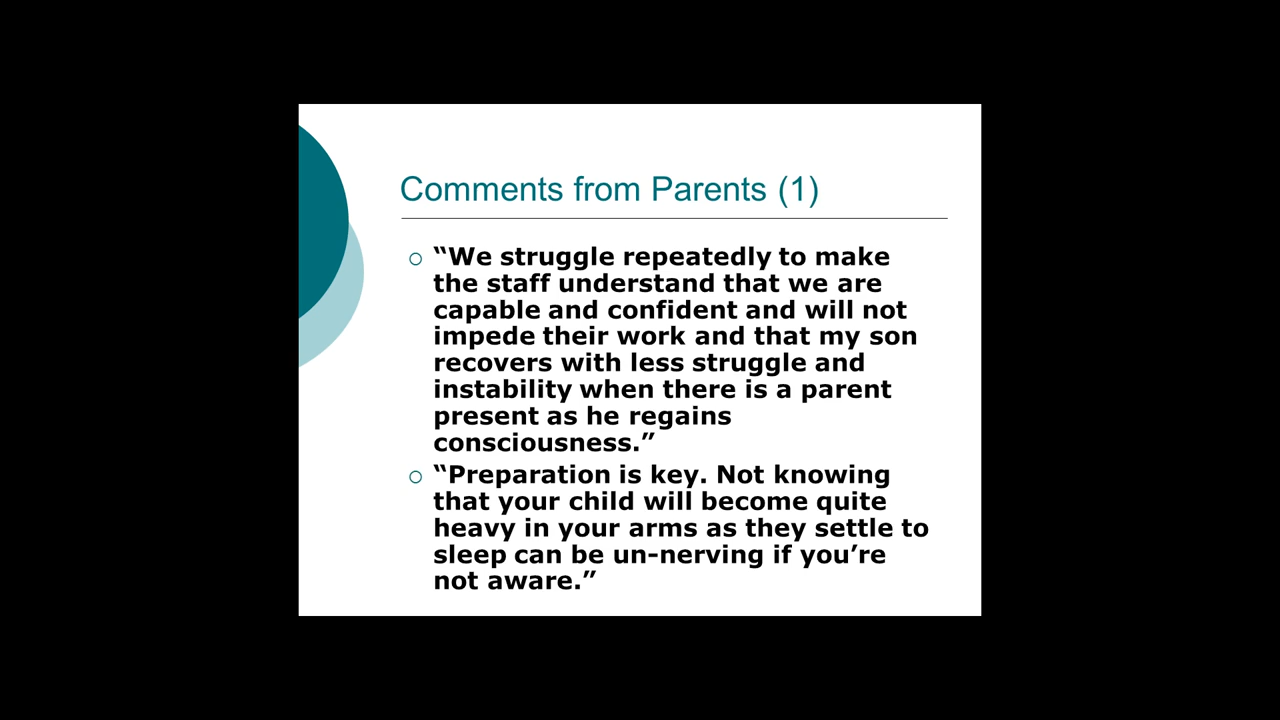 Comments from Parents (1)
“We struggle repeatedly to make
the staff understand that we are
capable and confident and will not
impede their work and that my son
recovers with less struggle and
instability when there is a parent
present as he regains
consciousness.”
“Preparation is key. Not knowing
that your child will become quite
heavy in your arms as they settle to
sleep can be un-nerving if you’re
not aware.”